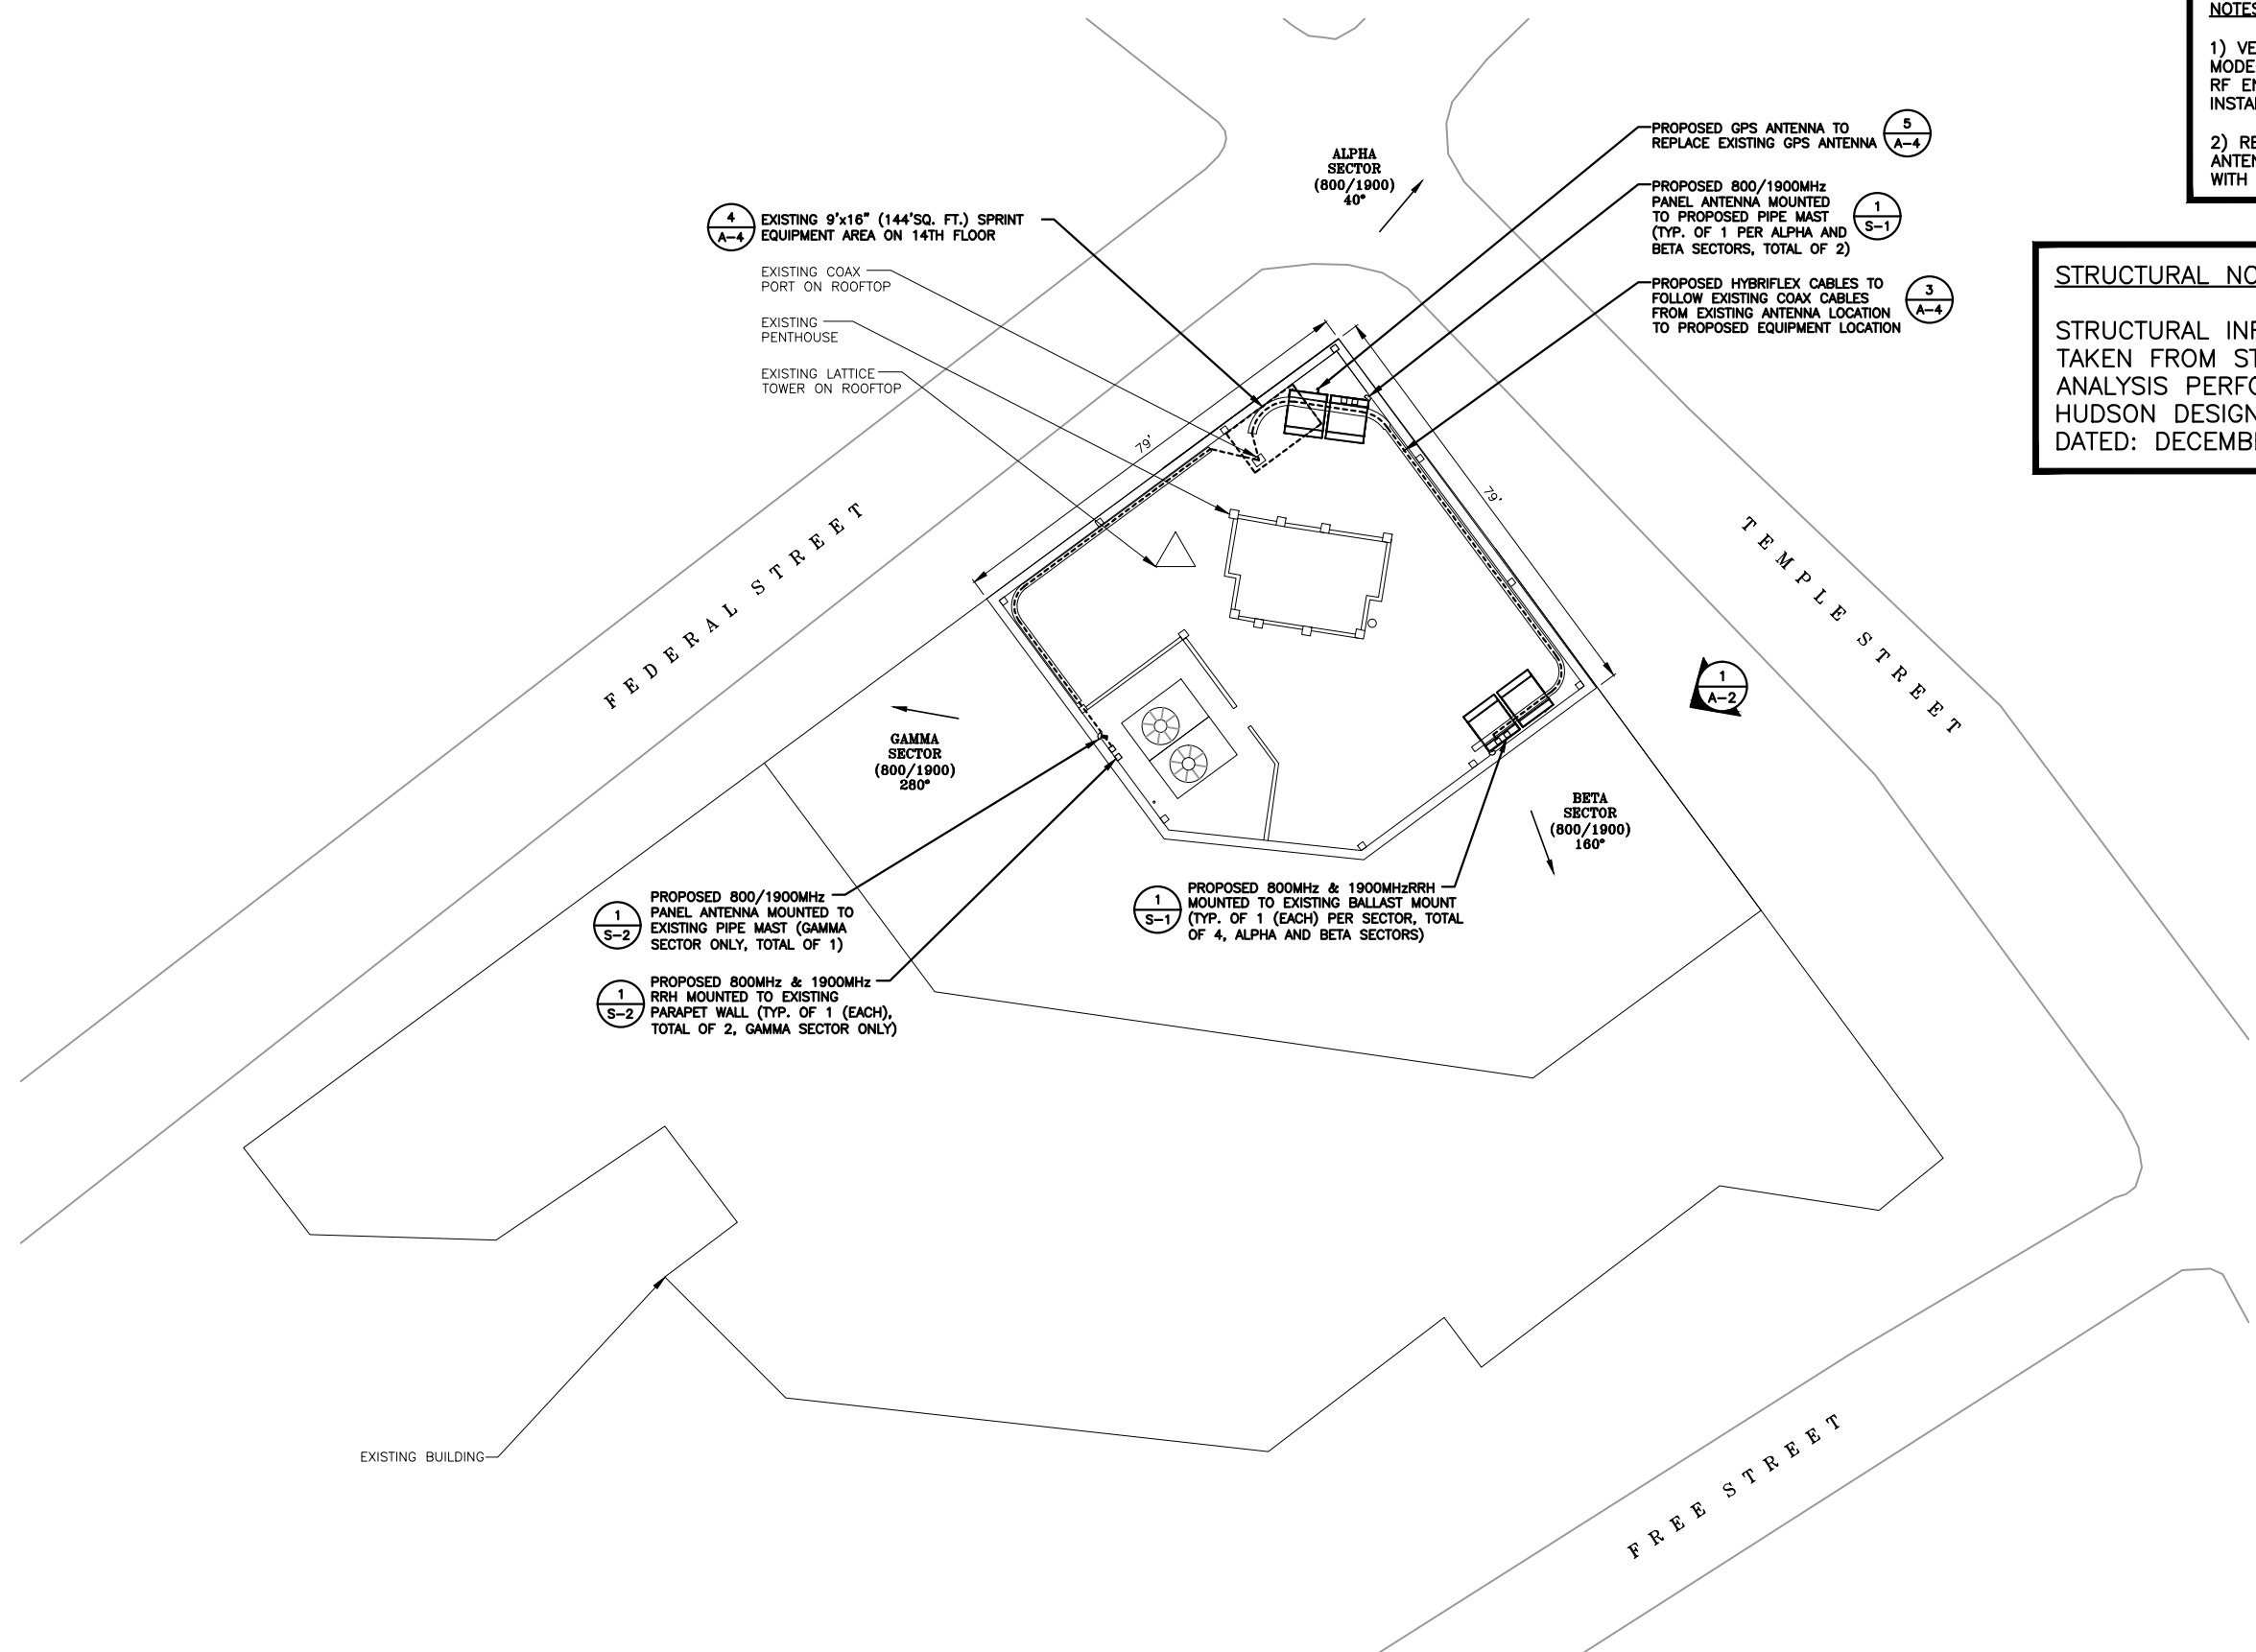 NOTES
1) VE
MODE
RF EN
INSTAL
2) RE
ANTEN
WITH
STRUCTURAL NO
STRUCTURAL INF
TAKEN FROM ST
ANALYSIS PERFO
HUDSON DESIGN
DATED: DECEMBE
ALPHA
SECTOR
(800/1900)
40°
PROPOSED GPS ANTENNA TO
REPLACE EXISTING GPS ANTENNA
5
A-4
PROPOSED 800/1900MHz
PANEL ANTENNA MOUNTED
TO PROPOSED PIPE MAST
(TYP. OF 1 PER ALPHA AND
BETA SECTORS, TOTAL OF 2)
1
S-1
PROPOSED HYBRIFLEX CABLES TO
FOLLOW EXISTING COAX CABLES
FROM EXISTING ANTENNA LOCATION
TO PROPOSED EQUIPMENT LOCATION
3
A-4
4
A-4
EXISTING 9'x16" (144'SQ. FT.) SPRINT
EQUIPMENT AREA ON 14TH FLOOR
EXISTING COAX
PORT ON ROOFTOP
EXISTING
PENTHOUSE
EXISTING LATTICE
TOWER ON ROOFTOP
79'
79'
FEDERAL STREET
TEMPLE STREET
1
A-2
GAMMA
SECTOR
(800/1900)
280°
BETA
SECTOR
(800/1900)
160°
1
S-2
PROPOSED 800/1900MHz
PANEL ANTENNA MOUNTED TO
EXISTING PIPE MAST (GAMMA
SECTOR ONLY, TOTAL OF 1)
1
S-2
PROPOSED 800MHz & 1900MHz
RRH MOUNTED TO EXISTING
PARAPET WALL (TYP. OF 1 (EACH),
TOTAL OF 2, GAMMA SECTOR ONLY)
1
S-1
PROPOSED 800MHz & 1900MHzRRH
MOUNTED TO EXISTING BALLAST MOUNT
(TYP. OF 1 (EACH) PER SECTOR, TOTAL
OF 4, ALPHA AND BETA SECTORS)
EXISTING BUILDING
FREE STREET